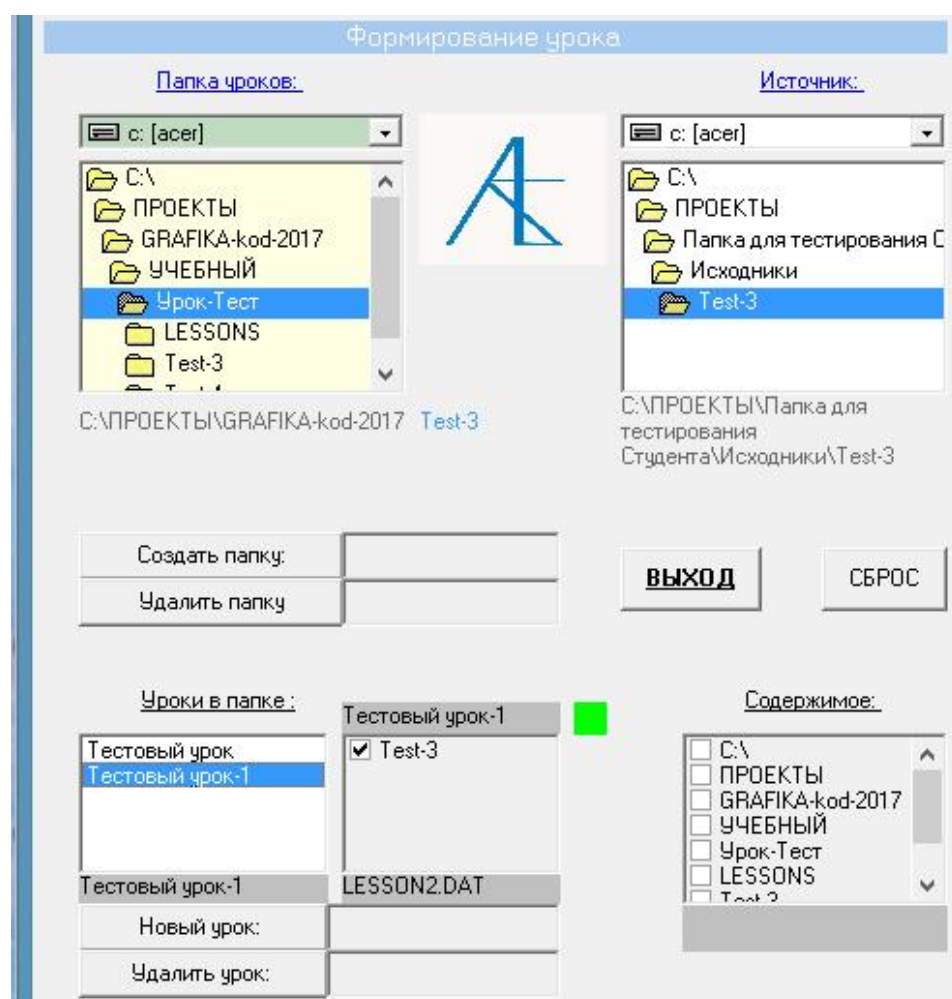 Формирование урока
Папка уроков:
Источник:
c: [acer]
c: [acer]
C:\
ПРОЕКТЫ
GRAFIKA-kod-2017
УЧЕБНЫЙ
Урок-Тест
LESSONS
Test-3
C:\
ПРОЕКТЫ
Папка для тестирования С
Исходники
Test-3
C:\ПРОЕКТЫ\GRAFIKA-kod-2017 Test-3
C:\ПРОЕКТЫ\Папка для
тестирования
Студента\Исходники\Test-3
Создать папку:
Удалить папку
ВЫХОД
СБРОС
Уроки в папке :
Тестовый урок
Тестовый урок-1
Тестовый урок-1
Тестовый урок-1
Test-3
LESSON2.DAT
Новый урок:
Удалить урок:
Содержимое:
C:\
ПРОЕКТЫ
GRAFIKA-kod-2017
УЧЕБНЫЙ
Урок-Тест
LESSONS